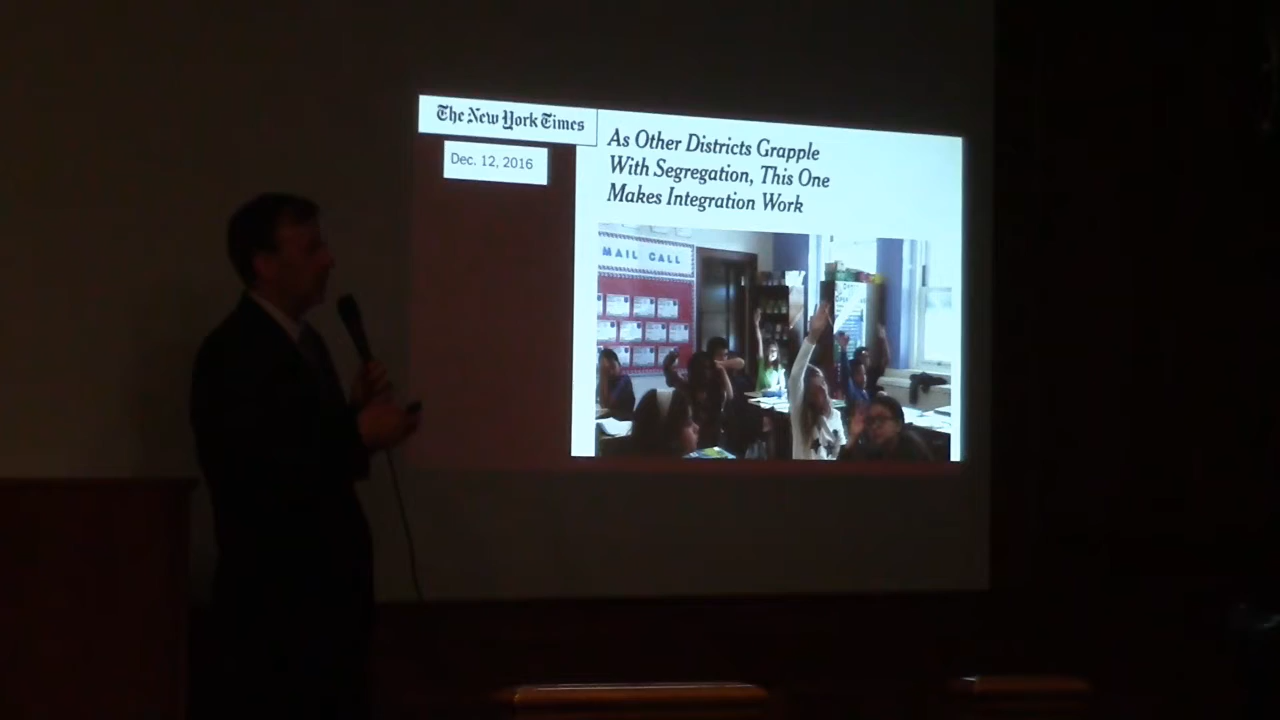 The New York Times
Dec. 12, 2016
As Other Districts Grapple
With Segregation, This One
Makes Integration Work
MAIL CALL